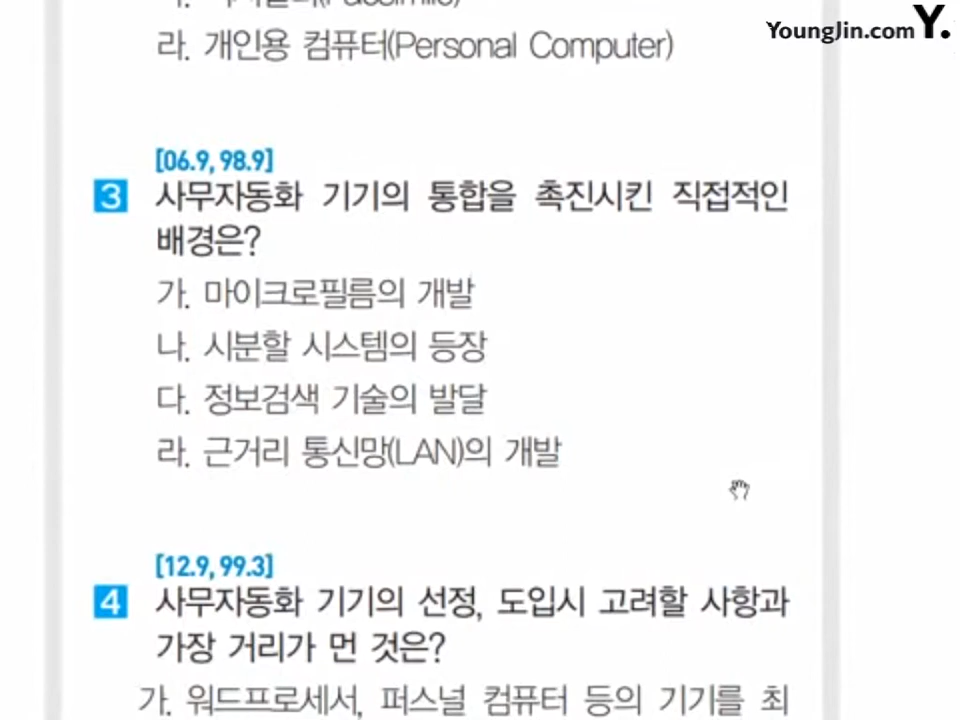 YoungJin.com Y.
라. 개인용 컴퓨터(Personal Computer)
[06.9, 98.9]
3 사무자동화 기기의 통합을 촉진시킨 직접적인
배경은?
가. 마이크로필름의 개발
나. 시분할 시스템의 등장
다. 정보검색 기술의 발달
라. 근거리 통신망(LAN)의 개발
[12.9, 99.3]
4 사무자동화 기기의 선정, 도입시 고려할 사항과
가장 거리가 먼 것은?
가. 워드프로세서, 퍼스널 컴퓨터 등의 기기를 최